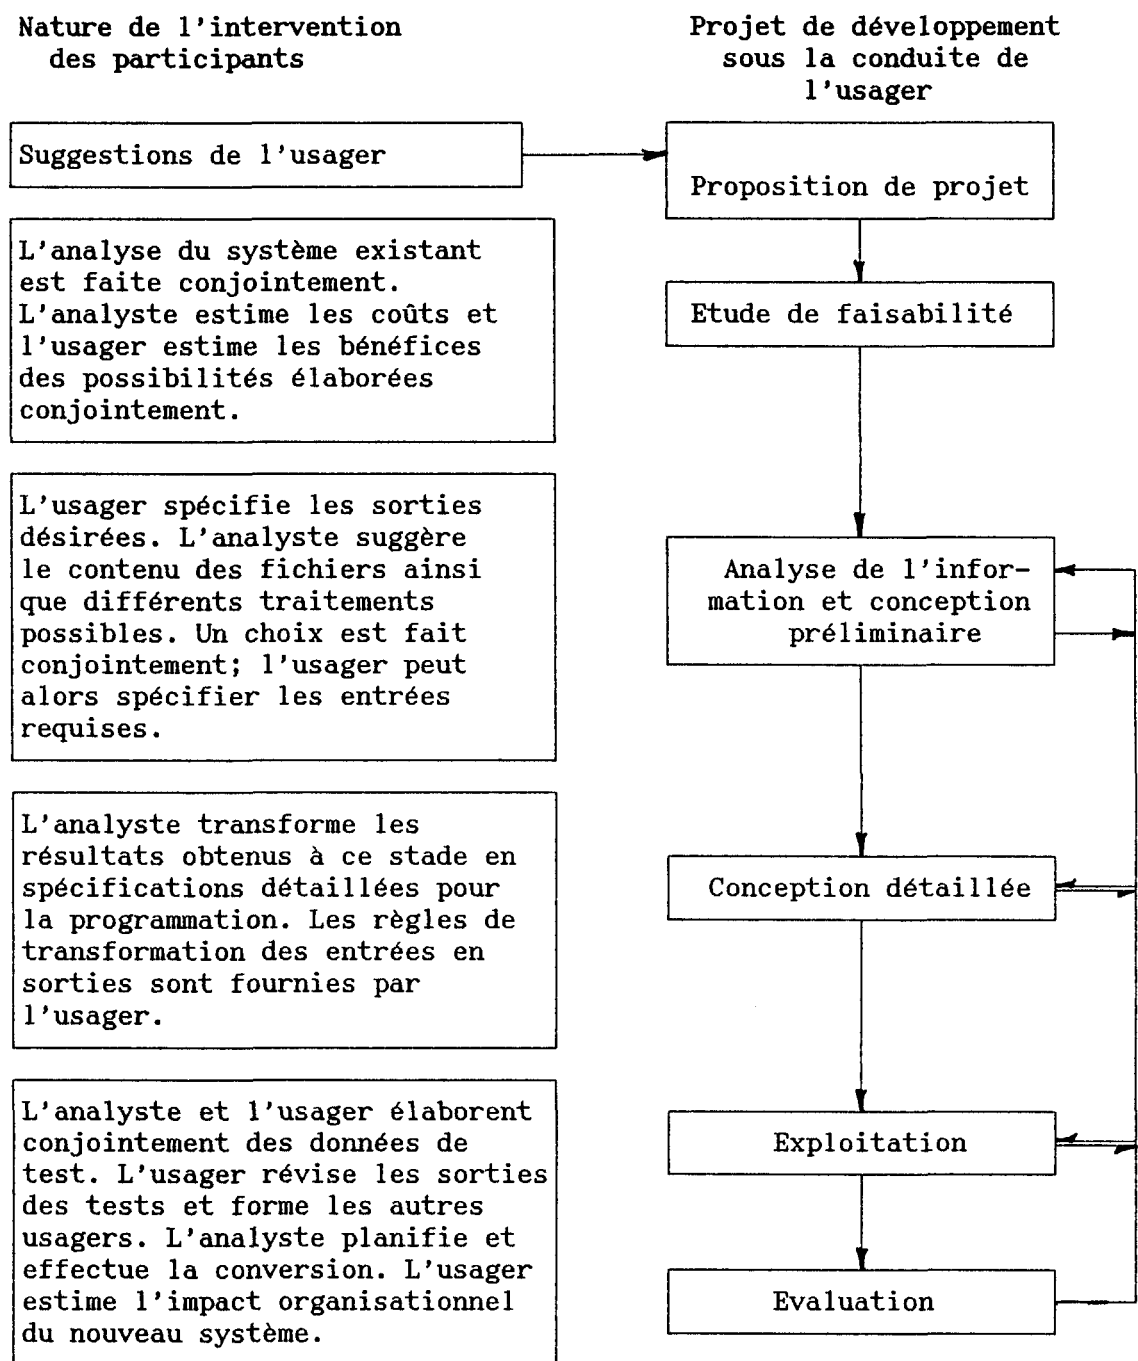 Nature de l'intervention
des participants
Projet de développement
sous la conduite de
l'usager
Suggestions de l'usager
Proposition de projet
L'analyse du système existant
est faite conjointement.
L'analyste estime les coûts et
l'usager estime les bénéfices
des possibilités élaborées
conjointement.
Etude de faisabilité
L'usager spécifie les sorties
désirées. L'analyste suggère
le contenu des fichiers ainsi
que différents traitements
possibles. Un choix est fait
conjointement; l'usager peut
alors spécifier les entrées
requises.
Analyse de l'infor-
mation et conception
préliminaire
L'analyste transforme les
résultats obtenus à ce stade en
spécifications détaillées pour
la programmation. Les règles de
transformation des entrées en
sorties sont fournies par
l'usager.
Conception détaillée
L'analyste et l'usager élaborent
conjointement des données de
test. L'usager révise les sorties
des tests et forme les autres
usagers. L'analyste planifie et
effectue la conversion. L'usager
estime l'impact organisationnel
du nouveau système.
Exploitation
Evaluation